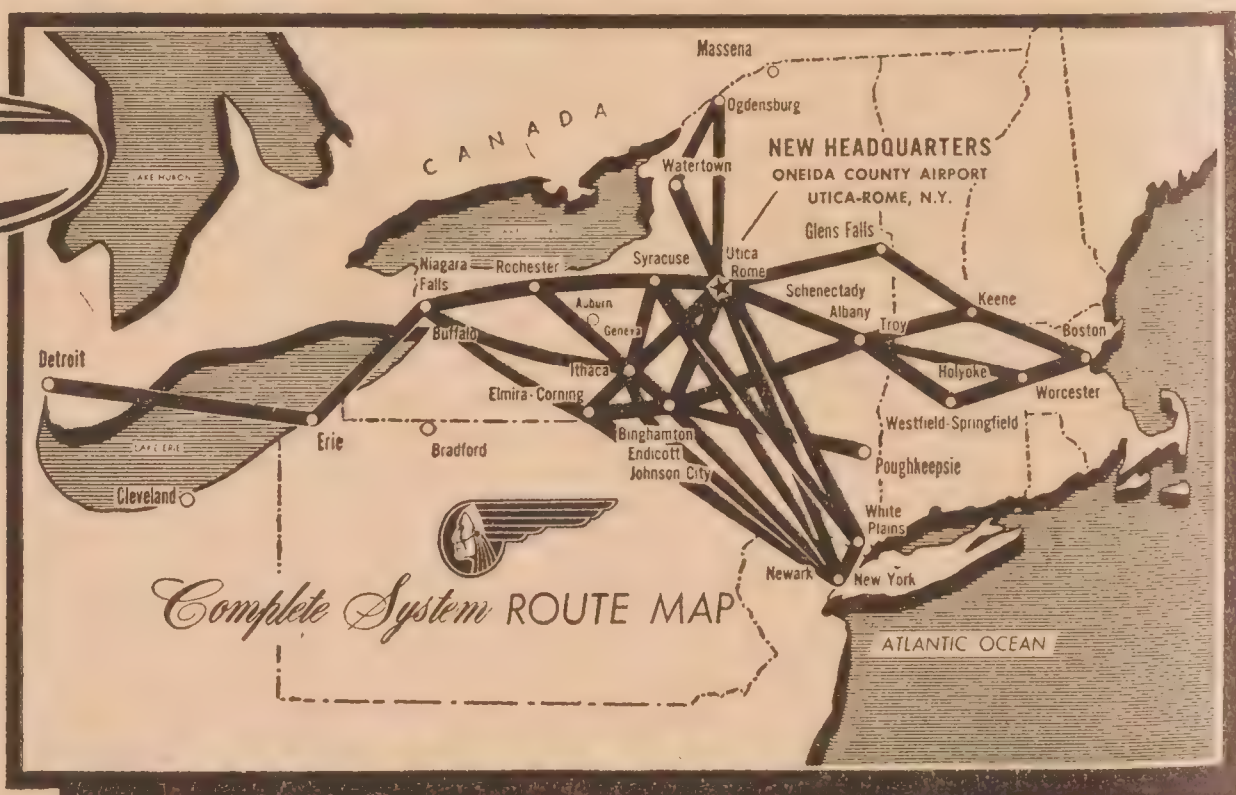 Massena
Ogdensburg
CANADA
NEW HEADQUARTERS
ONEIDA COUNTY AIRPORT
UTICA-ROME, N.Y.
Watertown
LAKE HURON
Glens Falls
Niagara
Falls
Rochester
Syracuse
Utica
Rome
Auburn
Geneva
Schenectady
Albany
Troy
Keene
Boston
Buffalo
Detroit
Ithaca
Holyoke
Worcester
Elmira-Corning
Westfield-Springfield
Erie
Bradford
Binghamton
Endicott
Johnson City
Poughkeepsie
LAKE ERIE
Cleveland
White
Plains
Newark
New York
Complete System ROUTE MAP
ATLANTIC OCEAN